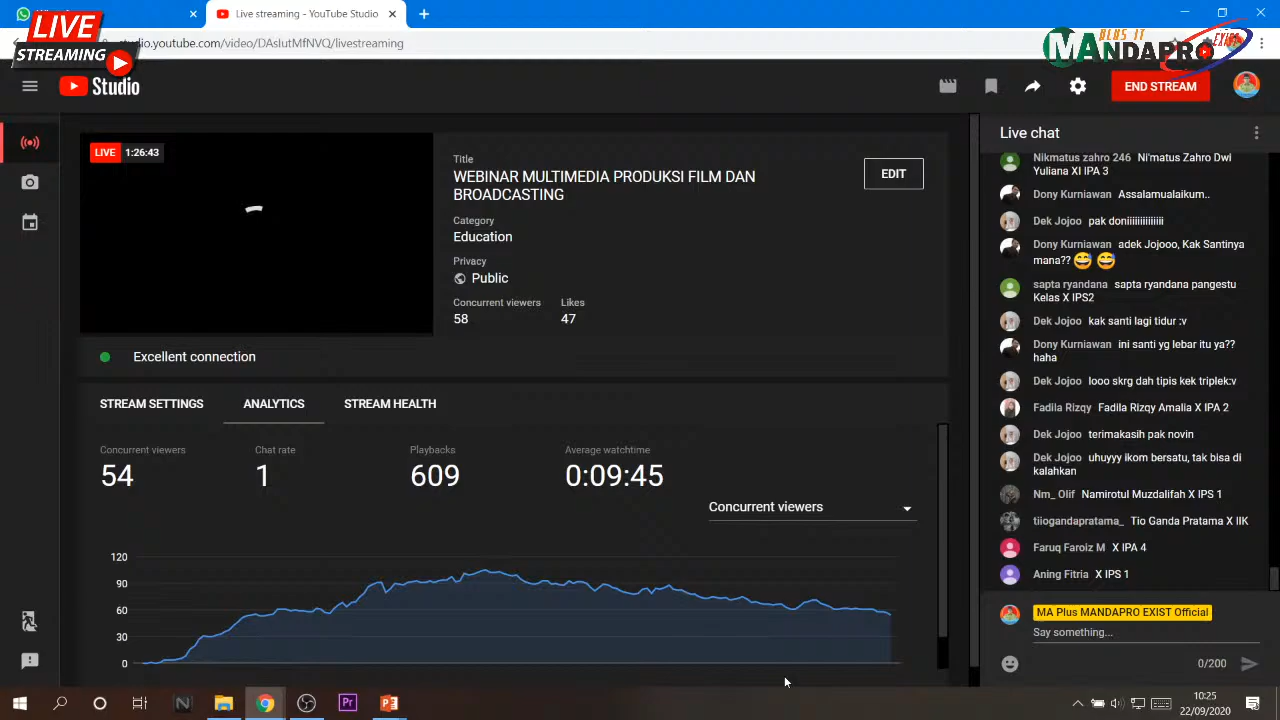 LIVE
STREAMING
Live streaming - YouTube Studio
studio.youtube.com/video/DAsIutMfNVQ/livestreaming
PLUS IT
MANDAPRO
EXIST
Studio
END STREAM
LIVE 1:26:43
Title
WEBINAR MULTIMEDIA PRODUKSI FILM DAN
BROADCASTING
EDIT
Category
Education
Privacy
Public
Concurrent viewers Likes
58 47
Excellent connection
STREAM SETTINGS ANALYTICS STREAM HEALTH
Concurrent viewers Chat rate Playbacks Average watchtime
54 1 609 0:09:45
Concurrent viewers
120
90
60
30
0
Live chat
Nikmatus zahro 246 Ni'matus Zahro Dwi
Yuliana XI IPA 3
Dony Kurniawan Assalamualaikum..
Dek Jojoo pak doniiiiiiiiiiiiii
Dony Kurniawan adek Jojooo, Kak Santinya
mana?? 😅 😅
sapta ryandana sapta ryandana pangestu
Kelas X IPS2
Dek Jojoo kak santi lagi tidur :v
Dony Kurniawan ini santi yg lebar itu ya??
haha
Dek Jojoo looo skrg dah tipis kek triplek:v
Fadila Rizqy Fadila Rizqy Amalia X IPA 2
Dek Jojoo terimakasih pak novin
Dek Jojoo uhuyyy ikom bersatu, tak bisa di
kalahkan
Nm_ Olif Namirotul Muzdalifah X IPS 1
tiiogandapratama_ Tio Ganda Pratama X IIK
Faruq Faroiz M X IPA 4
Aning Fitria X IPS 1
MA Plus MANDAPRO EXIST Official
Say something...
0/200
N
Pr
P
10:25
22/09/2020